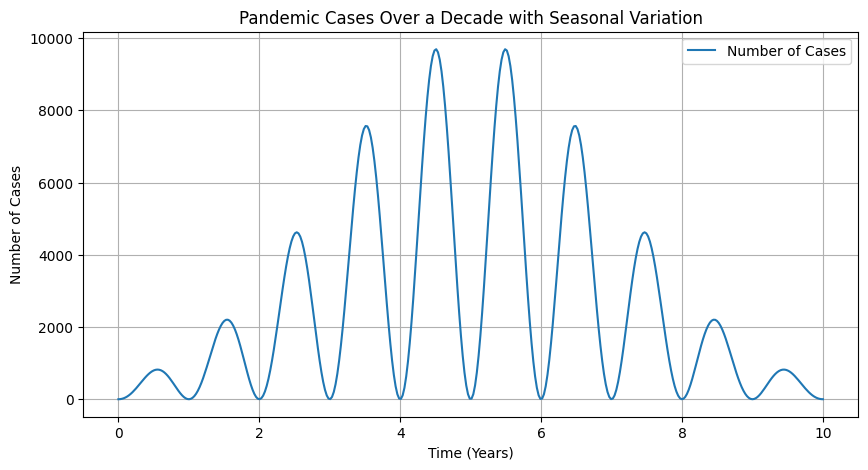 Pandemic Cases Over a Decade with Seasonal Variation
Number of Cases
10000
8000
6000
4000
2000
0
Number of Cases
0 2 4 6 8 10
Time (Years)